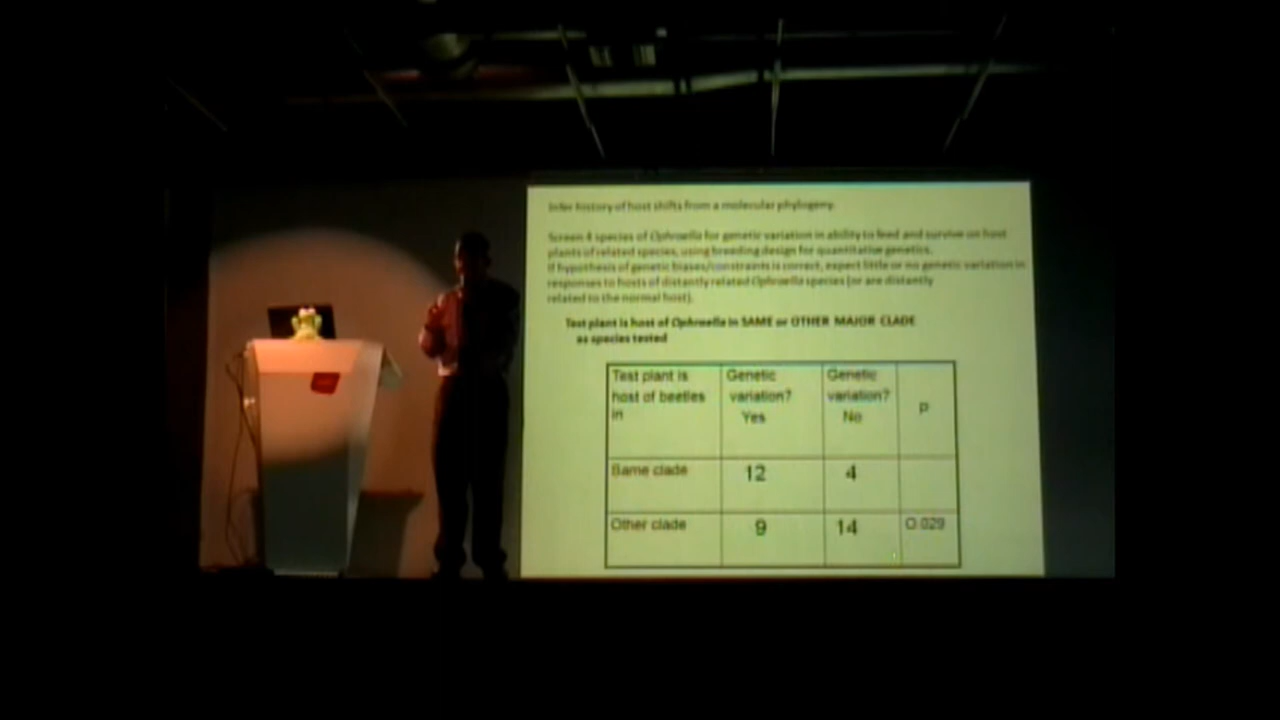 Infer history of host shifts from a molecular phylogeny.
Screen 4 species of Ophraella for genetic variation in ability to feed and survive on host
plants of related species, using breeding design for quantitative genetics.
If hypothesis of genetic biases/constraints is correct, expect little or no genetic variation in
responses to hosts of distantly related Ophraella species (or are distantly
related to the normal host).
Test plant is host of Ophraella in SAME or OTHER MAJOR CLADE
as species tested
Test plant is host of beetles in
Genetic variation? Yes
Genetic variation? No
P
Same clade 12 4
Other clade 9 14 0.029